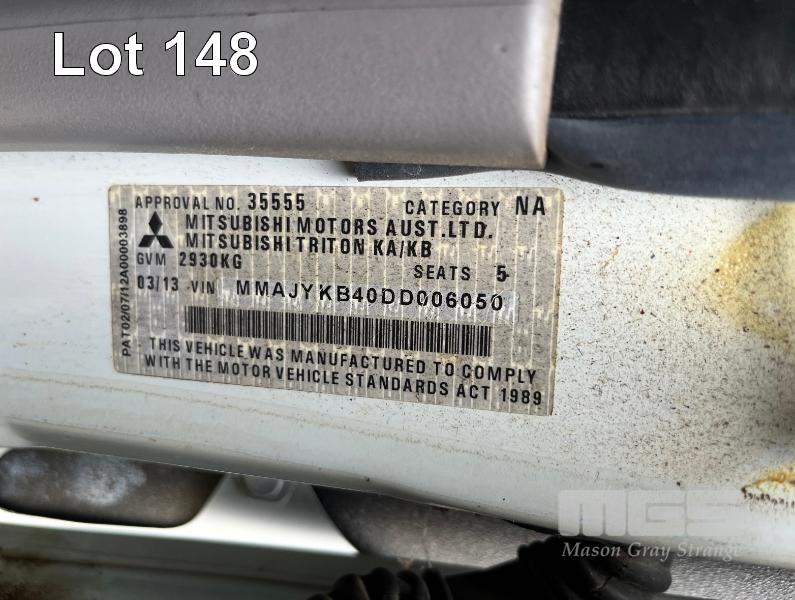 Lot 148
APPROVAL NO. 35555 CATEGORY NA
MITSUBISHI MOTORS AUST.LTD.
MITSUBISHI TRITON KA/KB
GVM 2930KG SEATS 5
03/13 VIN MMAJYKB40DD006050
THIS VEHICLE WAS MANUFACTURED TO COMPLY
WITH THE MOTOR VEHICLE STANDARDS ACT 1989
PAT02/07/12A00003898
MGS
Mason Gray Strange